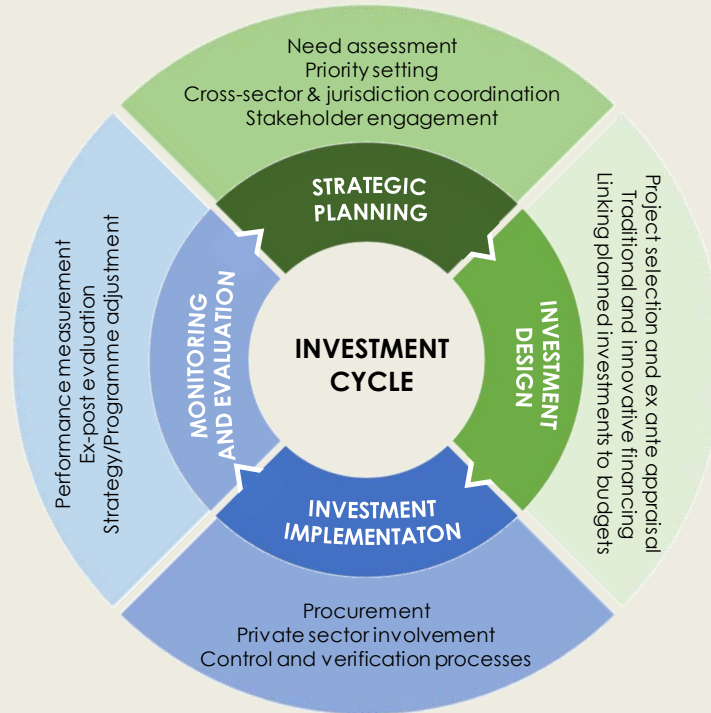 Need assessment
Priority setting
Cross-sector & jurisdiction coordination
Stakeholder engagement
STRATEGIC
PLANNING
Project selection and ex ante appraisal
Traditional and innovative financing
Linking planned investments to budgets
INVESTMENT
DESIGN
INVESTMENT
CYCLE
INVESTMENT
IMPLEMENTATON
Procurement
Private sector involvement
Control and verification processes
MONITORING
AND EVALUATION
Performance measurement
Ex-post evaluation
Strategy/Programme adjustment